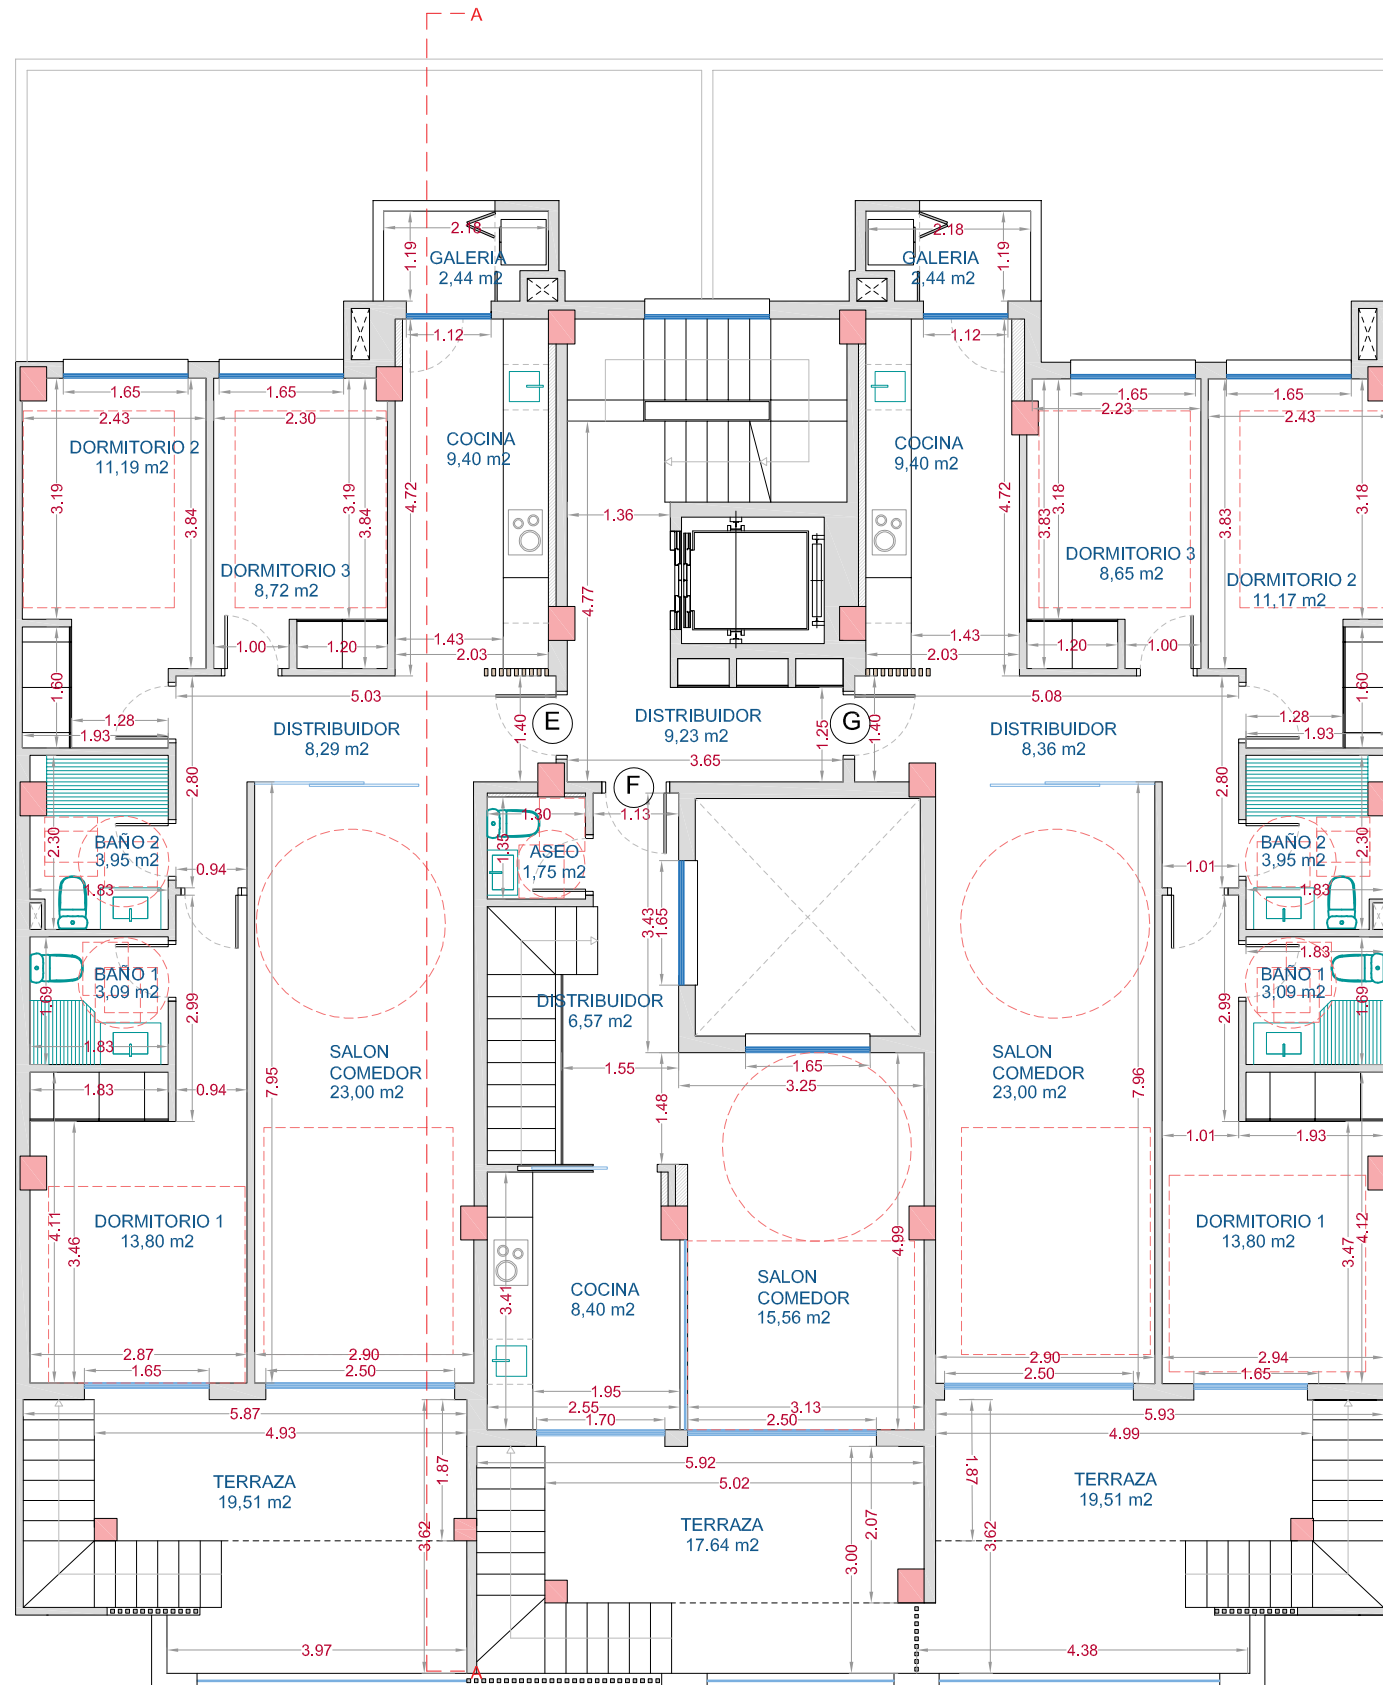 A
2.18
1.19
GALERIA
2,44 m2
2.18
1.19
GALERIA
2,44 m2
1.12
1.12
1.65
1.65
1.65
1.65
2.43
2.30
2.23
2.43
DORMITORIO 2
11,19 m2
COCINA
9,40 m2
COCINA
9,40 m2
3.19
3.84
3.19
3.84
4.72
1.36
4.72
3.83
3.18
3.83
3.18
DORMITORIO 3
8,72 m2
DORMITORIO 3
8,65 m2
DORMITORIO 2
11,17 m2
4.77
1.00
1.20
1.43
2.03
1.43
2.03
1.20
1.00
1.60
1.28
1.93
5.03
5.08
1.60
1.28
1.93
DISTRIBUIDOR
8,29 m2
1.40
E
DISTRIBUIDOR
9,23 m2
1.25
G
1.40
DISTRIBUIDOR
8,36 m2
3.65
F
2.80
2.80
1.30
1.13
1.35
ASEO
1,75 m2
2.30
BAÑO 2
3,95 m2
1.83
0.94
1.01
BAÑO 2
3,95 m2
2.30
1.83
3.43
1.65
BAÑO 1
3,09 m2
1.69
1.83
2.99
1.83
BAÑO 1
3,09 m2
1.69
2.99
DISTRIBUIDOR
6,57 m2
SALON
COMEDOR
23,00 m2
7.95
1.55
1.65
3.25
1.48
SALON
COMEDOR
23,00 m2
7.96
1.83
0.94
1.01
1.93
4.11
3.46
DORMITORIO 1
13,80 m2
4.99
DORMITORIO 1
13,80 m2
3.47
4.12
3.41
COCINA
8,40 m2
SALON
COMEDOR
15,56 m2
2.87
1.65
2.90
2.50
2.90
2.50
2.94
1.65
1.95
2.55
1.70
3.13
2.50
5.87
4.93
5.93
4.99
1.87
5.92
5.02
1.87
TERRAZA
19,51 m2
TERRAZA
19,51 m2
TERRAZA
17.64 m2
3.62
3.00
2.07
3.62
3.97
4.38
A